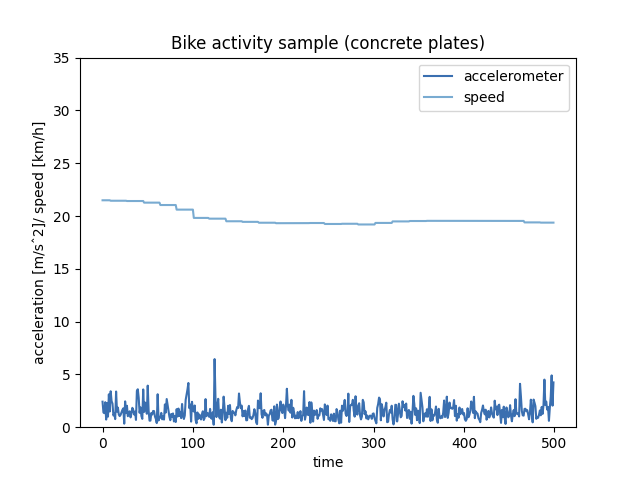 Bike activity sample (concrete plates)
accelerometer
speed
acceleration [m/s^2]/ speed [km/h]
35
30
25
20
15
10
5
0
0 100 200 300 400 500
time